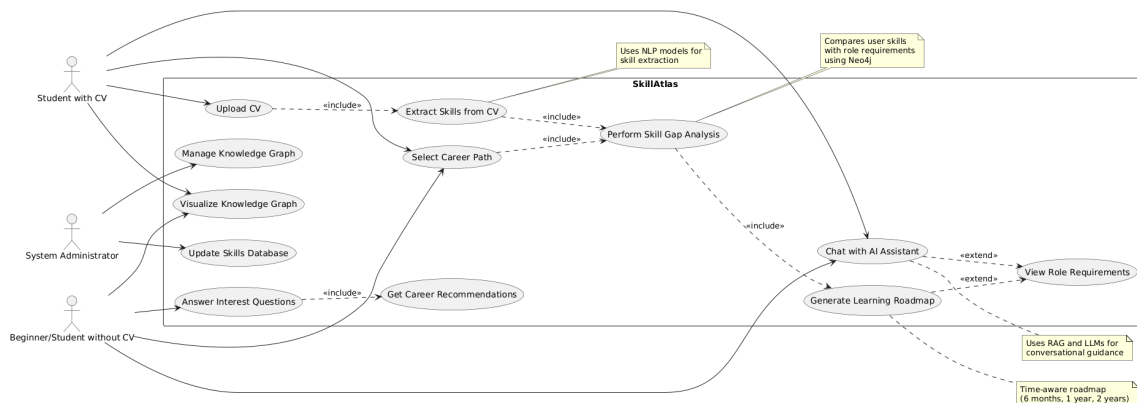 Compares user skills
with role requirements
using Neo4j
Uses NLP models for
skill extraction
SkillAtlas
Student with CV
Upload CV
«include»
Extract Skills from CV
«include»
Perform Skill Gap Analysis
«include»
Select Career Path
Manage Knowledge Graph
Visualize Knowledge Graph
«include»
System Administrator
Update Skills Database
Chat with AI Assistant
«extend»
View Role Requirements
«extend»
Answer Interest Questions
«include»
Get Career Recommendations
Generate Learning Roadmap
Beginner/Student without CV
Uses RAG and LLMs for
conversational guidance
Time-aware roadmap
(6 months, 1 year, 2 years)